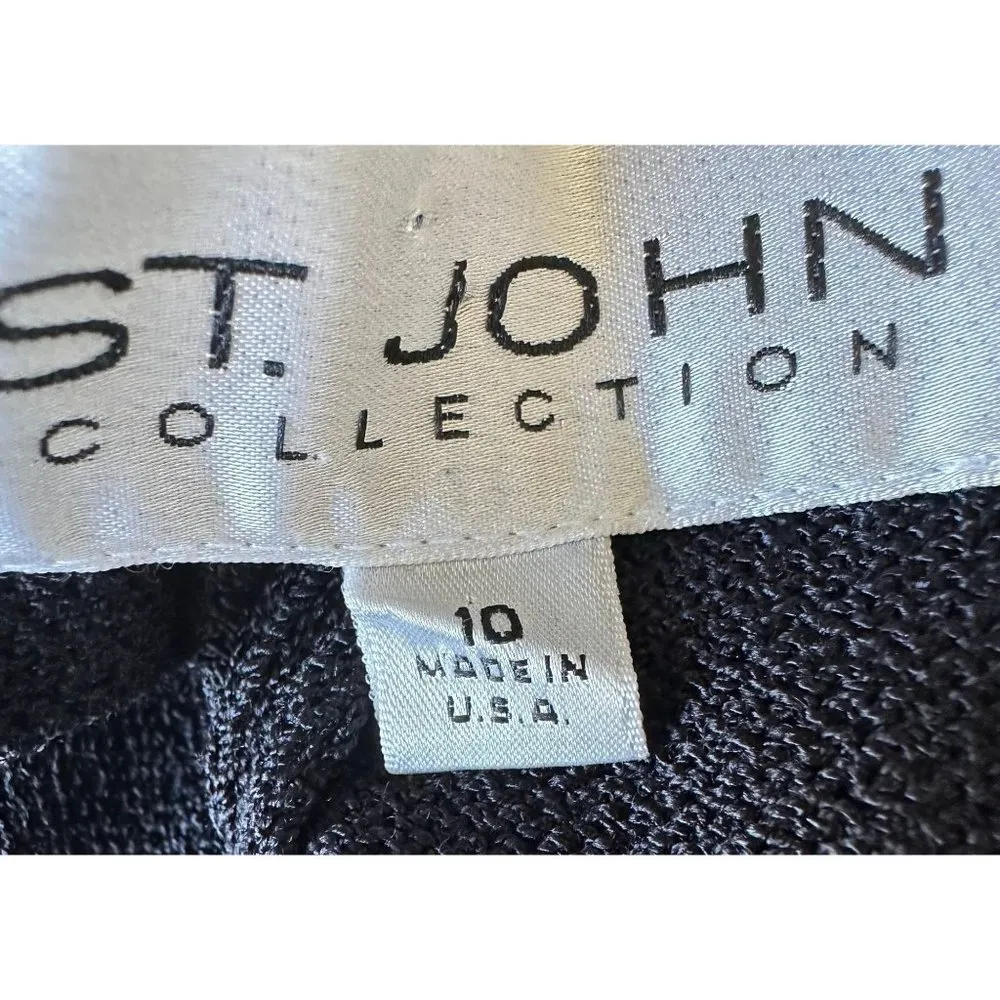 ST. JOHN
COLLECTION
10
MADE IN
U.S.A.